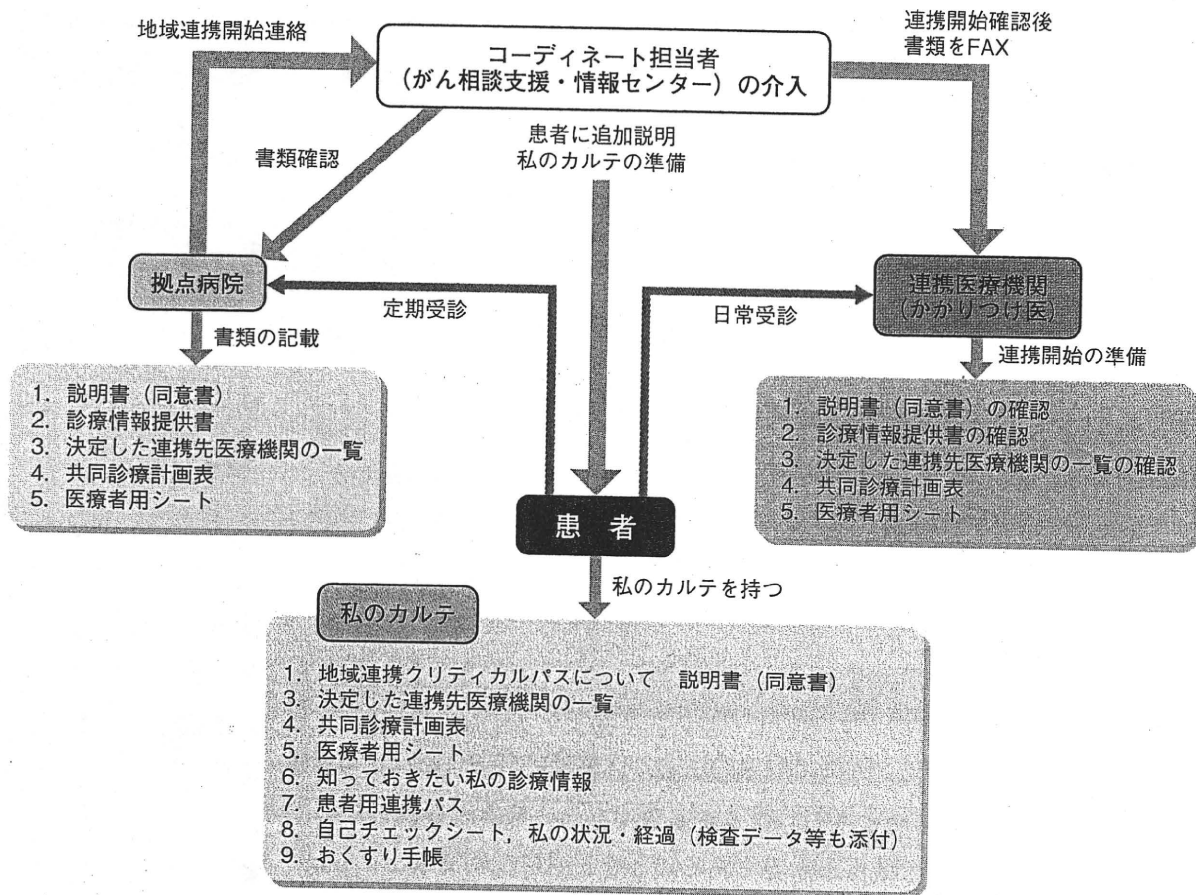 地域連携開始連絡
コーディネート担当者
(がん相談支援・情報センター)の介入
連携開始確認後
書類をFAX
書類確認
患者に追加説明
私のカルテの準備
拠点病院
定期受診
日常受診
連携医療機関
(かかりつけ医)
書類の記載
連携開始の準備
1. 説明書(同意書)
2. 診療情報提供書
3. 決定した連携先医療機関の一覧
4. 共同診療計画表
5. 医療者用シート
1. 説明書(同意書)の確認
2. 診療情報提供書の確認
3. 決定した連携先医療機関の一覧の確認
4. 共同診療計画表
5. 医療者用シート
患 者
私のカルテを持つ
私のカルテ
1. 地域連携クリティカルパスについて 説明書(同意書)
3. 決定した連携先医療機関の一覧
4. 共同診療計画表
5. 医療者用シート
6. 知っておきたい私の診療情報
7. 患者用連携パス
8. 自己チェックシート,私の状況・経過(検査データ等も添付)
9. おくすり手帳